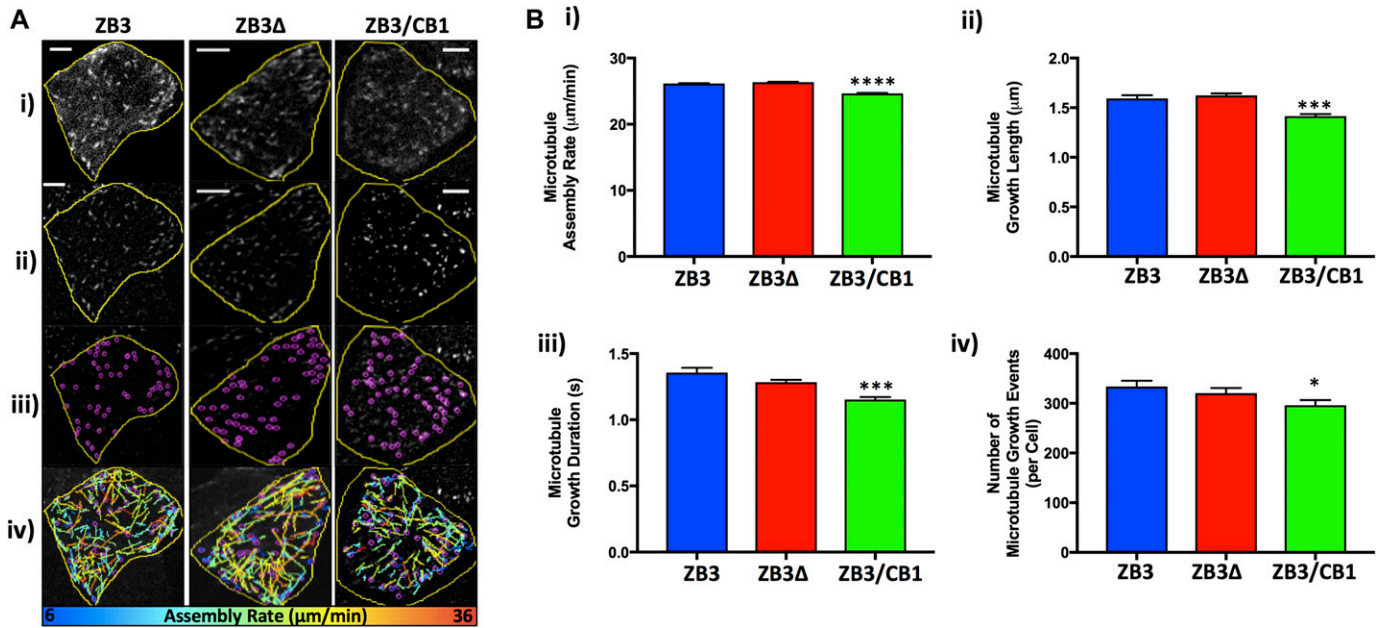 A
ZB3
ZB3Δ
ZB3/CB1
i)
ii)
iii)
iv)
6
Assembly Rate (μm/min)
36
B
i)
Microtubule
Assembly Rate (μm/min)
30
20
10
0
****
ZB3
ZB3Δ
ZB3/CB1
ii)
Microtubule
Growth Length (μm)
2.0
1.5
1.0
0.5
0.0
***
ZB3
ZB3Δ
ZB3/CB1
iii)
Microtubule
Growth Duration (s)
1.5
1.0
0.5
0.0
***
ZB3
ZB3Δ
ZB3/CB1
iv)
Number of
Microtubule Growth Events
(per Cell)
400
300
200
100
0
*
ZB3
ZB3Δ
ZB3/CB1